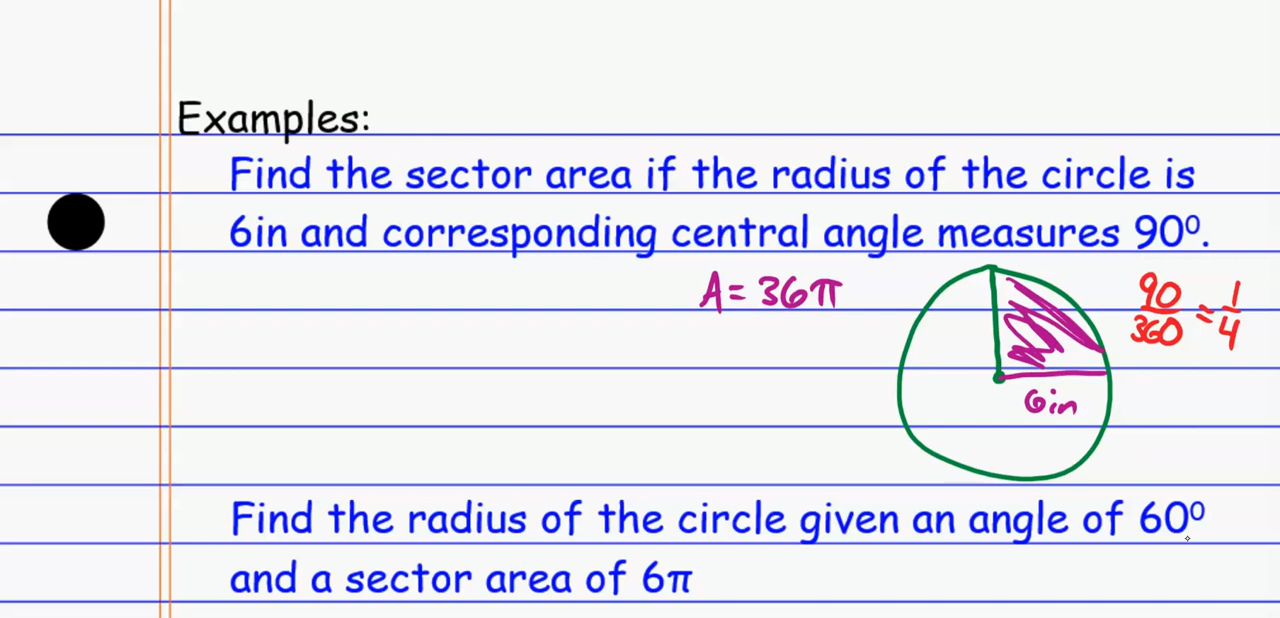 Examples:
Find the sector area if the radius of the circle is
6in and corresponding central angle measures 90⁰.
A = 36π
90/360 = 1/4
6in
Find the radius of the circle given an angle of 60⁰
and a sector area of 6π